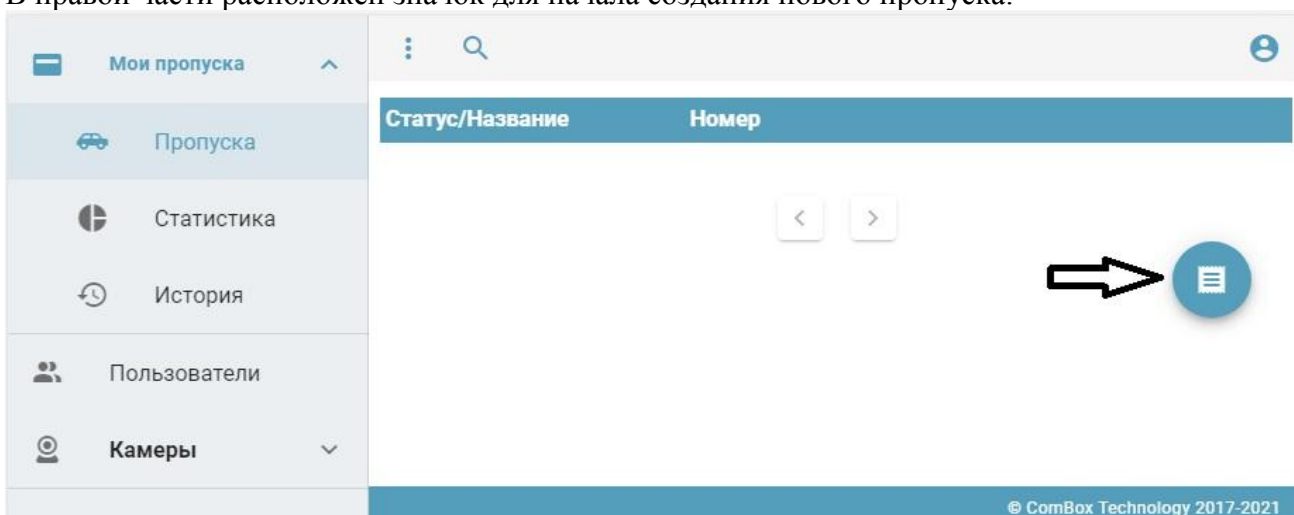 В правой части расположен значок для начала создания нового пропуска.
Мои пропуска
Пропуска
Статистика
История
Пользователи
Камеры
Статус/Название Номер
© ComBox Technology 2017-2021